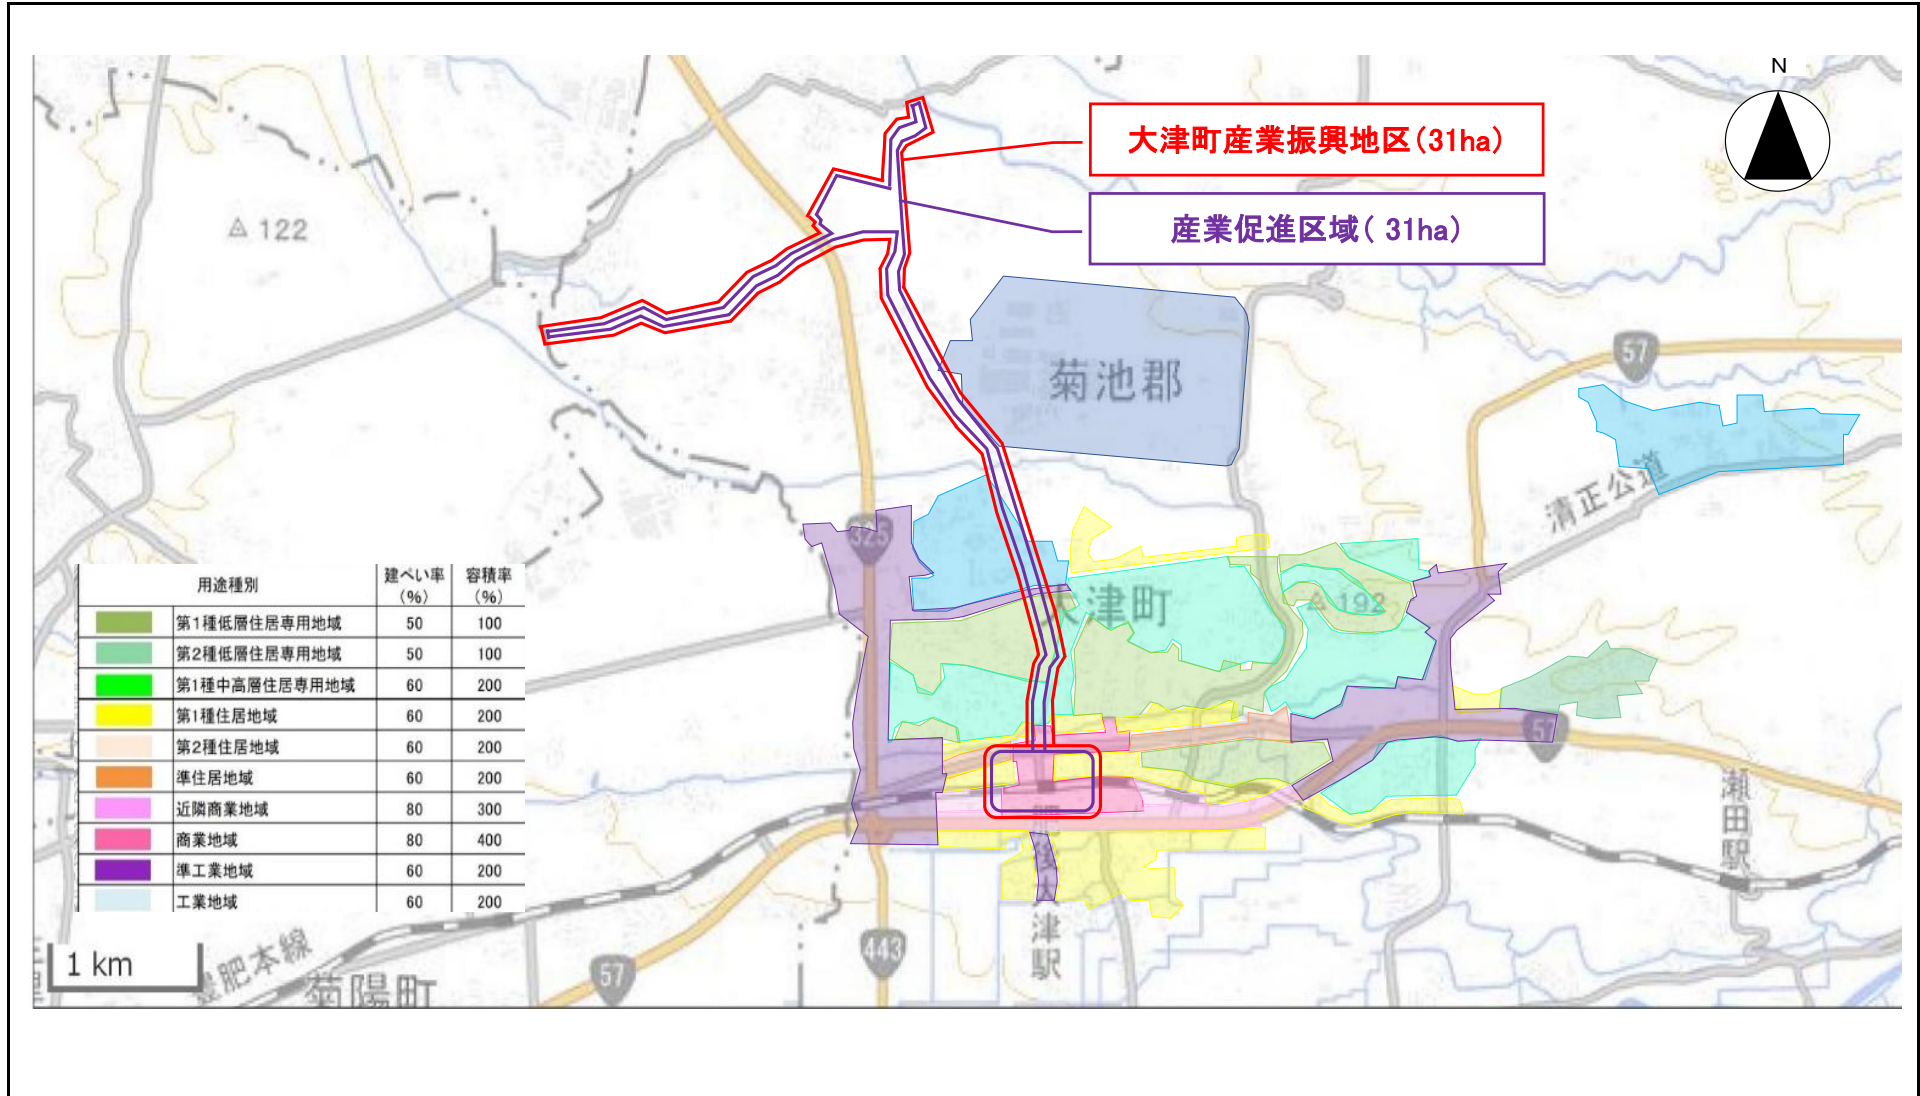 N
大津町産業振興地区(31ha)
産業促進区域( 31ha)
122
菊池郡
57
清正公道
325
大津町
192
57
用途種別 建ぺい率(%) 容積率(%)
第1種低層住居専用地域 50 100
第2種低層住居専用地域 50 100
第1種中高層住居専用地域 60 200
第1種住居地域 60 200
第2種住居地域 60 200
準住居地域 60 200
近隣商業地域 80 300
商業地域 80 400
準工業地域 60 200
工業地域 60 200
瀬田駅
肥後大津駅
443
57
1 km
豊肥本線
菊陽町